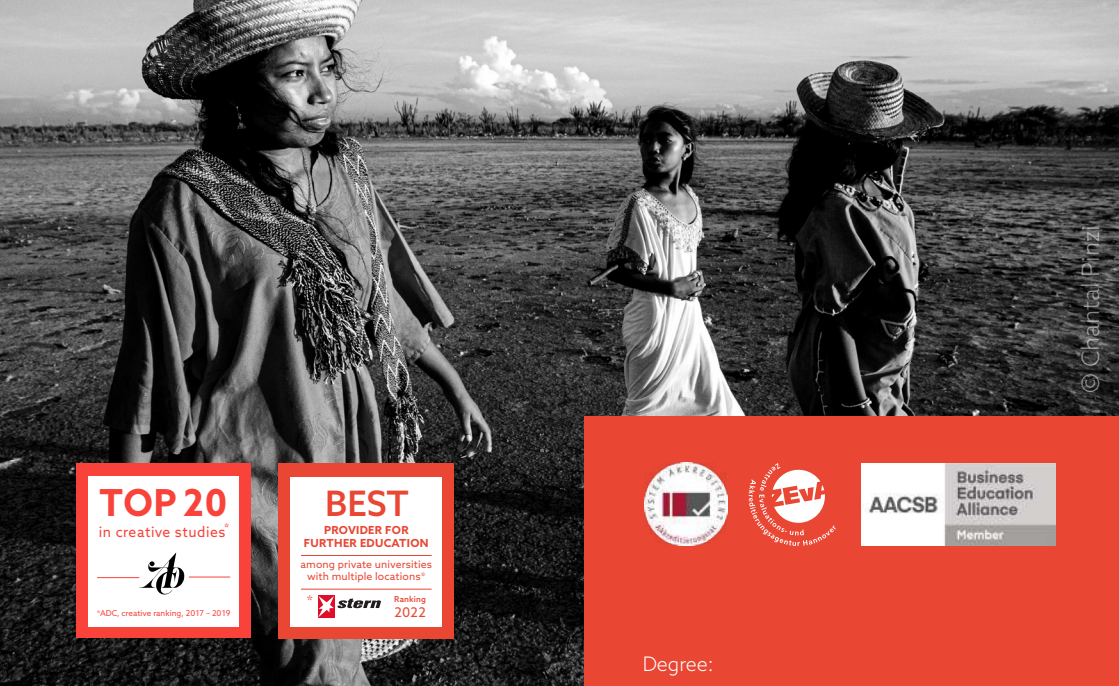 © Chantal Pinzi
TOP 20
in creative studies*
*ADC, creative ranking, 2017 – 2019
BEST
PROVIDER FOR
FURTHER EDUCATION
among private universities
with multiple locations*
* stern
Ranking
2022
SYSTEM AKKREDITIERT
Akkreditierungsrat
ZEvA
Zentrale Evaluations- und
Akkreditierungsagentur Hannover
AACSB
Business
Education
Alliance
Member
Degree: